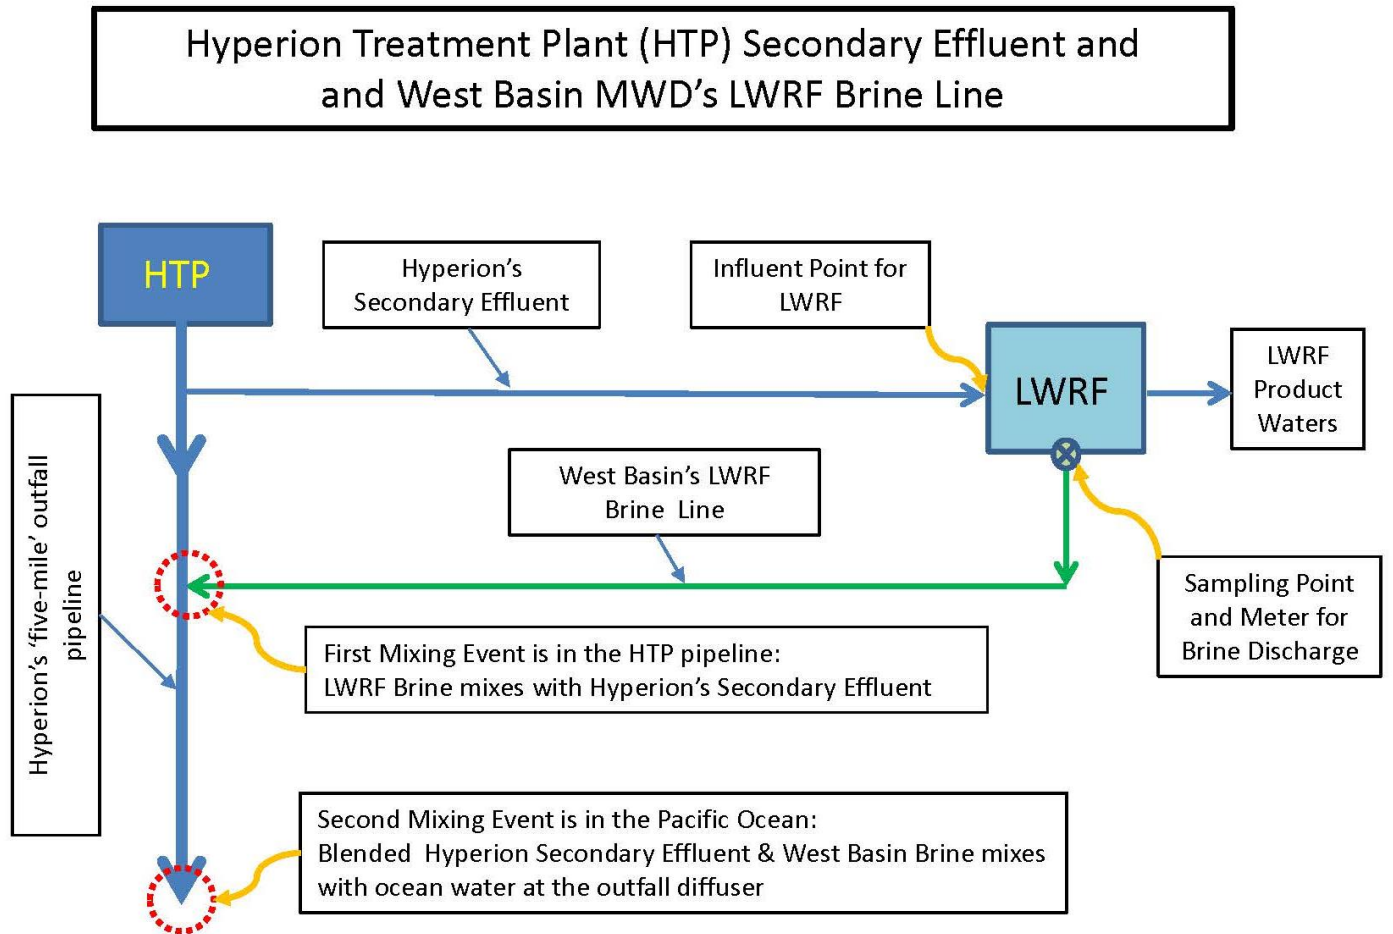 Hyperion Treatment Plant (HTP) Secondary Effluent and
and West Basin MWD's LWRF Brine Line
HTP
Hyperion's
Secondary Effluent
Influent Point for
LWRF
LWRF
LWRF
Product
Waters
Hyperion's 'five-mile' outfall
pipeline
West Basin's LWRF
Brine Line
Sampling Point
and Meter for
Brine Discharge
First Mixing Event is in the HTP pipeline:
LWRF Brine mixes with Hyperion's Secondary Effluent
Second Mixing Event is in the Pacific Ocean:
Blended Hyperion Secondary Effluent & West Basin Brine mixes
with ocean water at the outfall diffuser